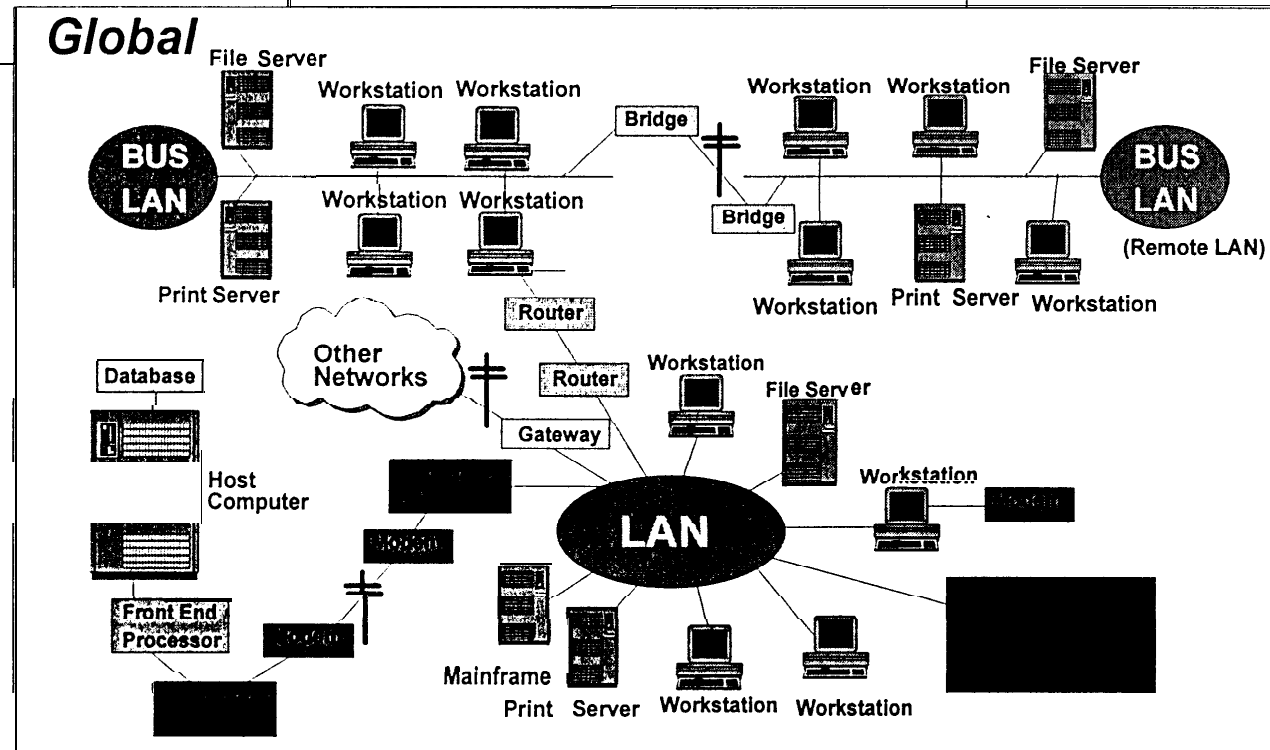 Global
File Server
Workstation
Workstation
Bridge
Workstation
Workstation
File Server
BUS
LAN
BUS
LAN
Workstation
Workstation
Bridge
(Remote LAN)
Print Server
Workstation
Print Server
Workstation
Router
Other
Networks
Router
Workstation
Database
File Server
Gateway
Host
Computer
Workstation
LAN
Modem
Front End
Processor
Modem
Mainframe
Print Server
Workstation
Workstation